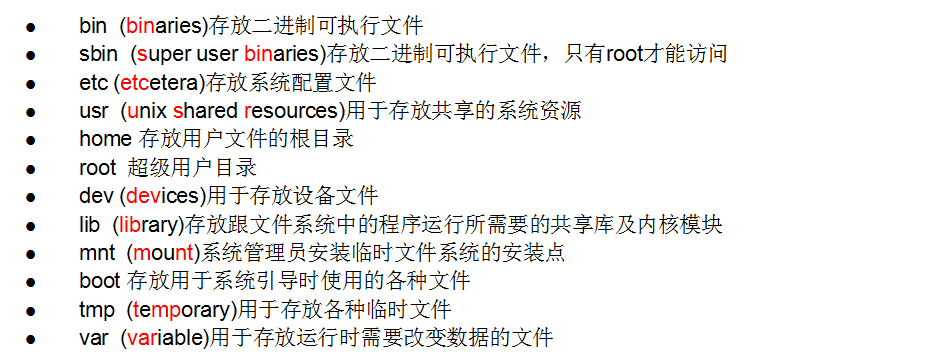 ● bin (binaries)存放二进制可执行文件
● sbin (super user binaries)存放二进制可执行文件，只有root才能访问
● etc (etcetera)存放系统配置文件
● usr (unix shared resources)用于存放共享的系统资源
● home 存放用户文件的根目录
● root 超级用户目录
● dev (devices)用于存放设备文件
● lib (library)存放跟文件系统中的程序运行所需要的共享库及内核模块
● mnt (mount)系统管理员安装临时文件系统的安装点
● boot 存放用于系统引导时使用的各种文件
● tmp (temporary)用于存放各种临时文件
● var (variable)用于存放运行时需要改变数据的文件